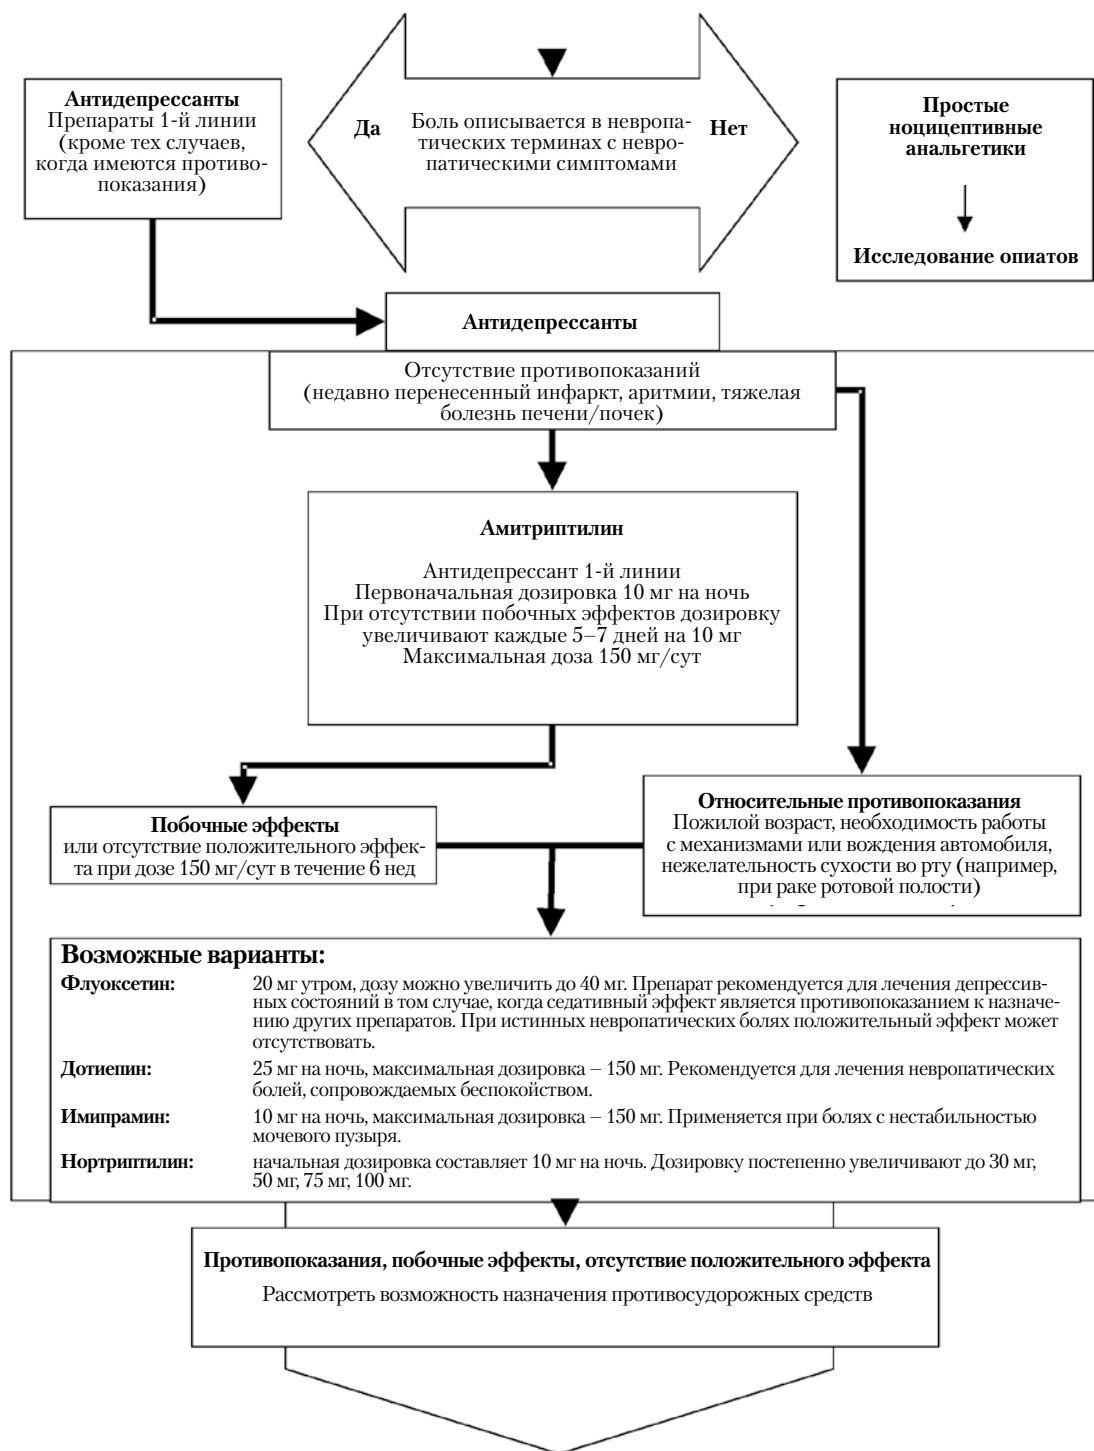 Антидепрессанты
Препараты 1-й линии
(кроме тех случаев,
когда имеются противо-
показания)
Да
Боль описывается в невропа-
тических терминах с невро-
патическими симптомами
Нет
Простые
ноцицептивные
анальгетики
Исследование опиатов
Антидепрессанты
Отсутствие противопоказаний
(недавно перенесенный инфаркт, аритмии, тяжелая
болезнь печени/почек)
Амитриптилин
Антидепрессант 1-й линии
Первоначальная дозировка 10 мг на ночь
При отсутствии побочных эффектов дозировку
увеличивают каждые 5–7 дней на 10 мг
Максимальная доза 150 мг/сут
Побочные эффекты
или отсутствие положительного эффек-
та при дозе 150 мг/сут в течение 6 нед
Относительные противопоказания
Пожилой возраст, необходимость работы
с механизмами или вождения автомобиля,
нежелательность сухости во рту (например,
при раке ротовой полости)
Возможные варианты:
Флуоксетин: 20 мг утром, дозу можно увеличить до 40 мг. Препарат рекомендуется для лечения депрессив-
ных состояний в том случае, когда седативный эффект является противопоказанием к назначе-
нию других препаратов. При истинных невропатических болях положительный эффект может
отсутствовать.
Дотиепин: 25 мг на ночь, максимальная дозировка – 150 мг. Рекомендуется для лечения невропатических
болей, сопровождаемых беспокойством.
Имипрамин: 10 мг на ночь, максимальная дозировка – 150 мг. Применяется при болях с нестабильностью
мочевого пузыря.
Нортриптилин: начальная дозировка составляет 10 мг на ночь. Дозировку постепенно увеличивают до 30 мг,
50 мг, 75 мг, 100 мг.
Противопоказания, побочные эффекты, отсутствие положительного эффекта
Рассмотреть возможность назначения противосудорожных средств